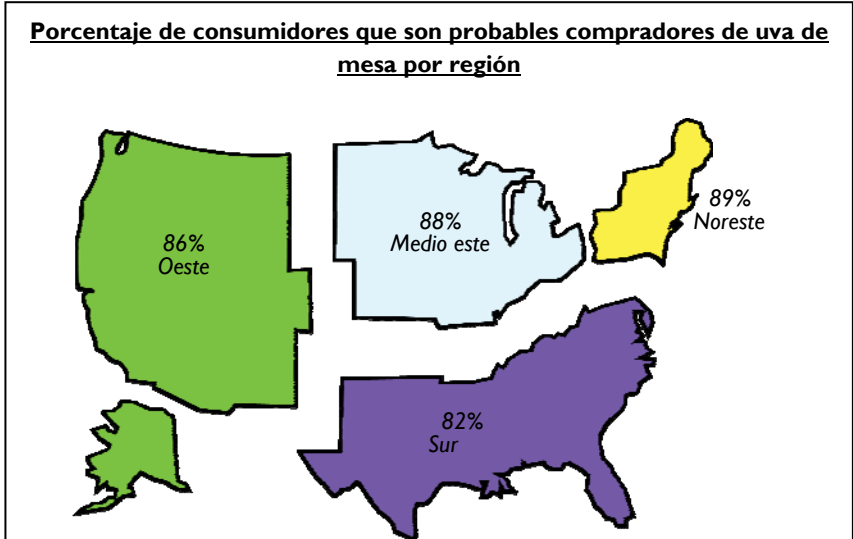 Porcentaje de consumidores que son probables compradores de uva de
mesa por región
89%
Noreste
88%
Medio este
86%
Oeste
82%
Sur